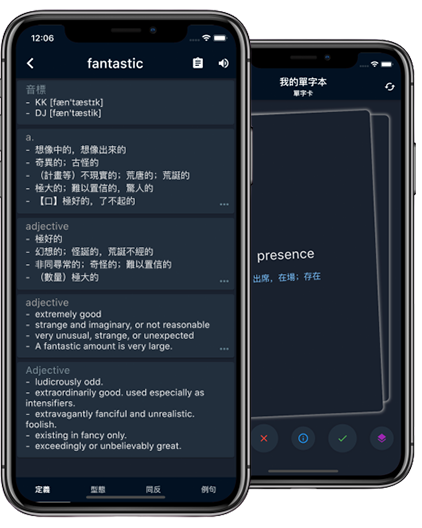 12:06
fantastic
音標
- KK [fæn'tæstɪk]
- DJ [fæn'tæstik]
a.
- 想像中的，想像出來的
- 奇異的；古怪的
- （計畫等）不現實的；荒唐的；荒誕的
- 極大的；難以置信的，驚人的
- 【口】極好的，了不起的
adjective
- 極好的
- 幻想的；怪誕的，荒誕不經的
- 非同尋常的；奇怪的；難以置信的
- （數量）極大的
adjective
- extremely good
- strange and imaginary, or not reasonable
- very unusual, strange, or unexpected
- A fantastic amount is very large.
Adjective
- ludicrously odd.
- extraordinarily good. used especially as
intensifiers.
- extravagantly fanciful and unrealistic.
foolish.
- existing in fancy only.
- exceedingly or unbelievably great.
定義 型態 同反 例句
我的單字本
單字卡
presence
出席，在場；存在